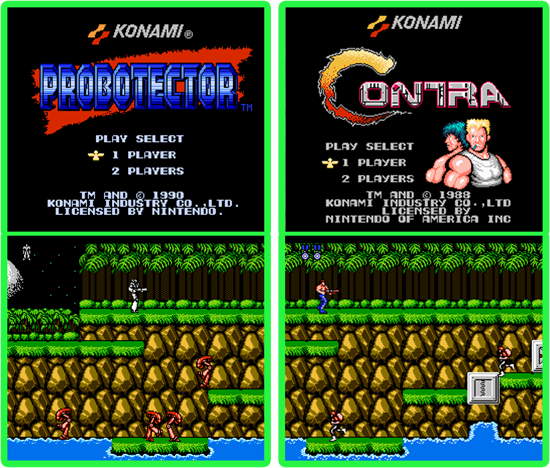 KONAMI®
PROBOTECTOR™
PLAY SELECT
1 PLAYER
2 PLAYERS
TM AND © 1990
KONAMI INDUSTRY CO.,LTD.
LICENSED BY NINTENDO.
KONAMI
CONTRA
PLAY SELECT
1 PLAYER
2 PLAYERS
TM AND © 1988
KONAMI INDUSTRY CO.,LTD
LICENSED BY
NINTENDO OF AMERICA INC